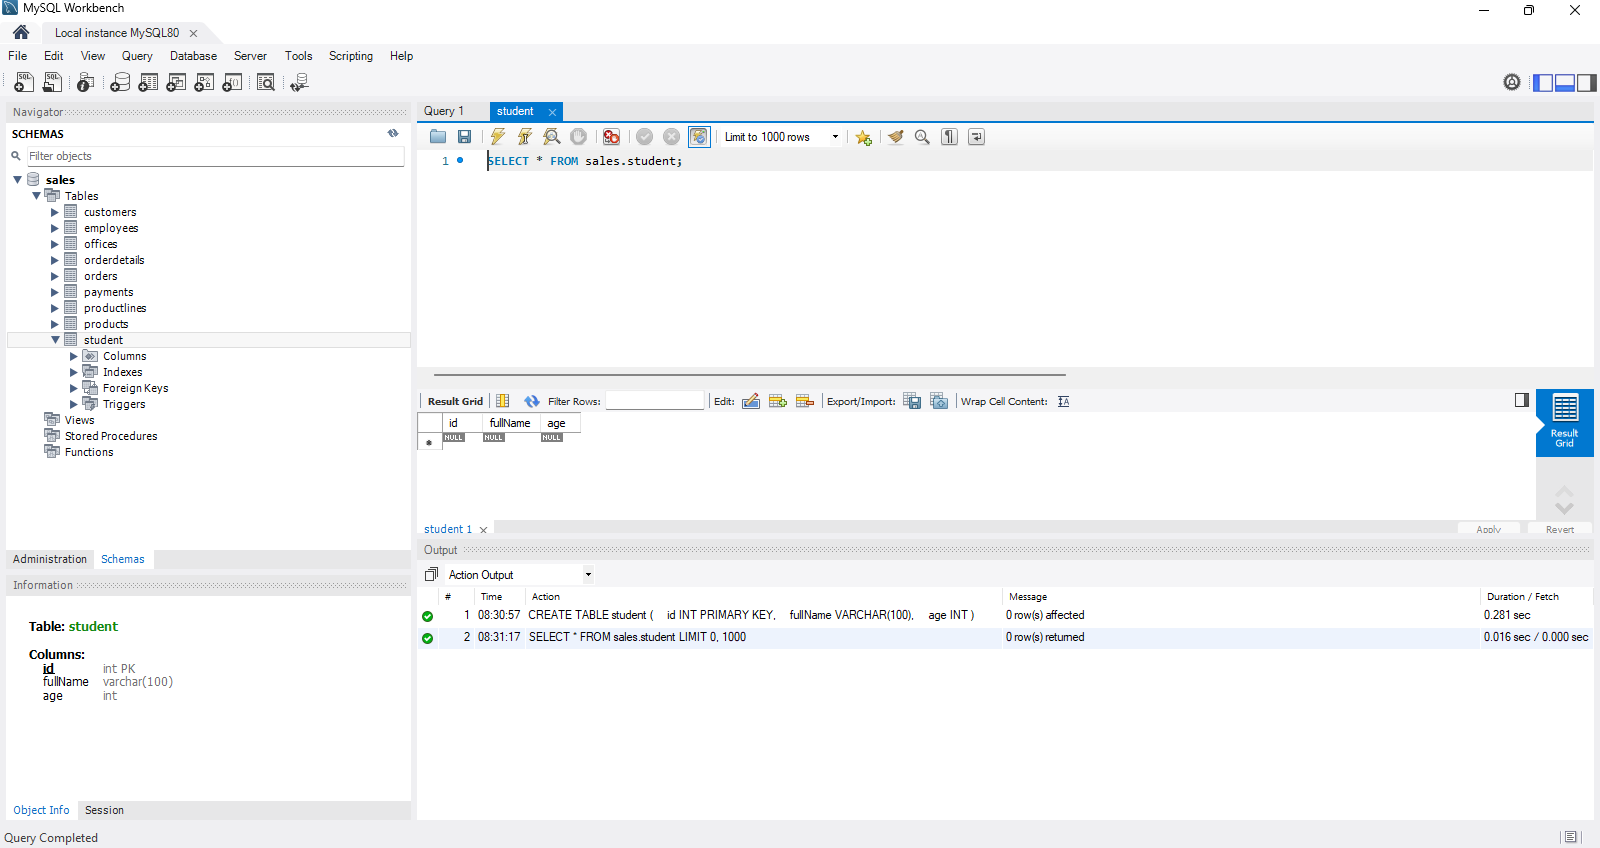 MySQL Workbench
Local instance MySQL80
File Edit View Query Database Server Tools Scripting Help
Navigator
SCHEMAS
Filter objects
sales
Tables
customers
employees
offices
orderdetails
orders
payments
productlines
products
student
Columns
Indexes
Foreign Keys
Triggers
Views
Stored Procedures
Functions
Administration Schemas
Information
Table: student
Columns:
id int PK
fullName varchar(100)
age int
Object Info Session
Query Completed
Query 1 student
Limit to 1000 rows
1 SELECT * FROM sales.student;
Result Grid Filter Rows: Edit: Export/Import: Wrap Cell Content:
id fullName age
* NULL NULL NULL
Result
Grid
student 1
Apply Revert
Output
Action Output
# Time Action Message Duration / Fetch
1 08:30:57 CREATE TABLE student ( id INT PRIMARY KEY, fullName VARCHAR(100), age INT ) 0 row(s) affected 0.281 sec
2 08:31:17 SELECT * FROM sales.student LIMIT 0, 1000 0 row(s) returned 0.016 sec / 0.000 sec